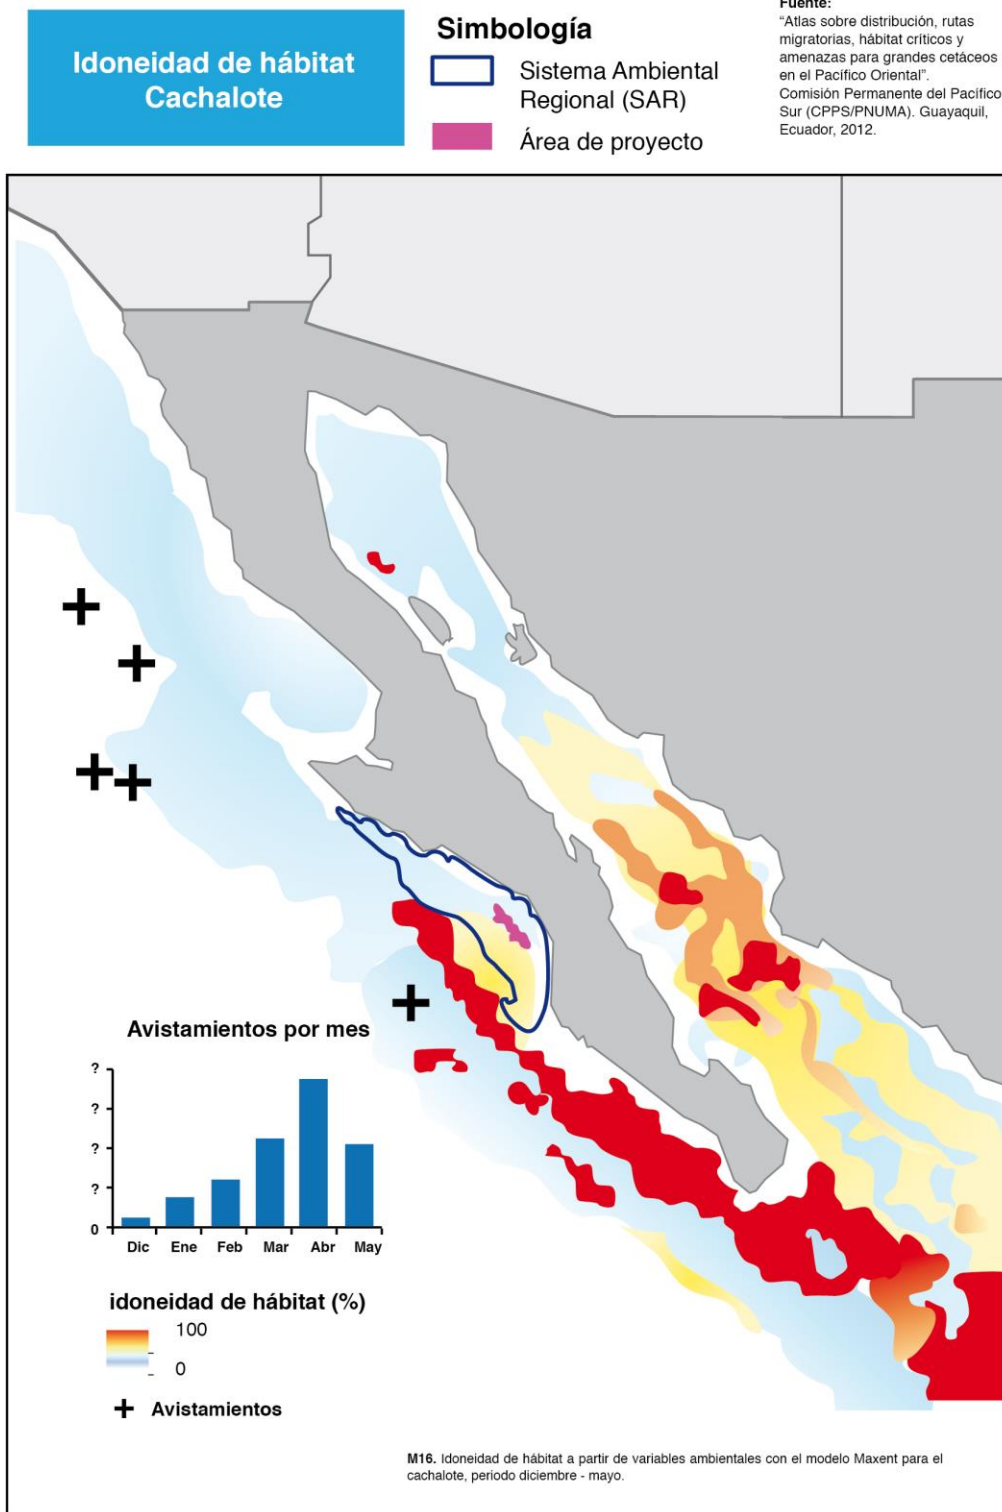 Idoneidad de hábitat
Cachalote
Simbología
Sistema Ambiental
Regional (SAR)
Área de proyecto
Fuente:
“Atlas sobre distribución, rutas
migratorias, hábitat críticos y
amenazas para grandes cetáceos
en el Pacífico Oriental”.
Comisión Permanente del Pacífico
Sur (CPPS/PNUMA). Guayaquil,
Ecuador, 2012.
Avistamientos por mes
?
?
?
?
0
Dic Ene Feb Mar Abr May
idoneidad de hábitat (%)
100
0
Avistamientos
M16. Idoneidad de hábitat a partir de variables ambientales con el modelo Maxent para el
cachalote, periodo diciembre - mayo.